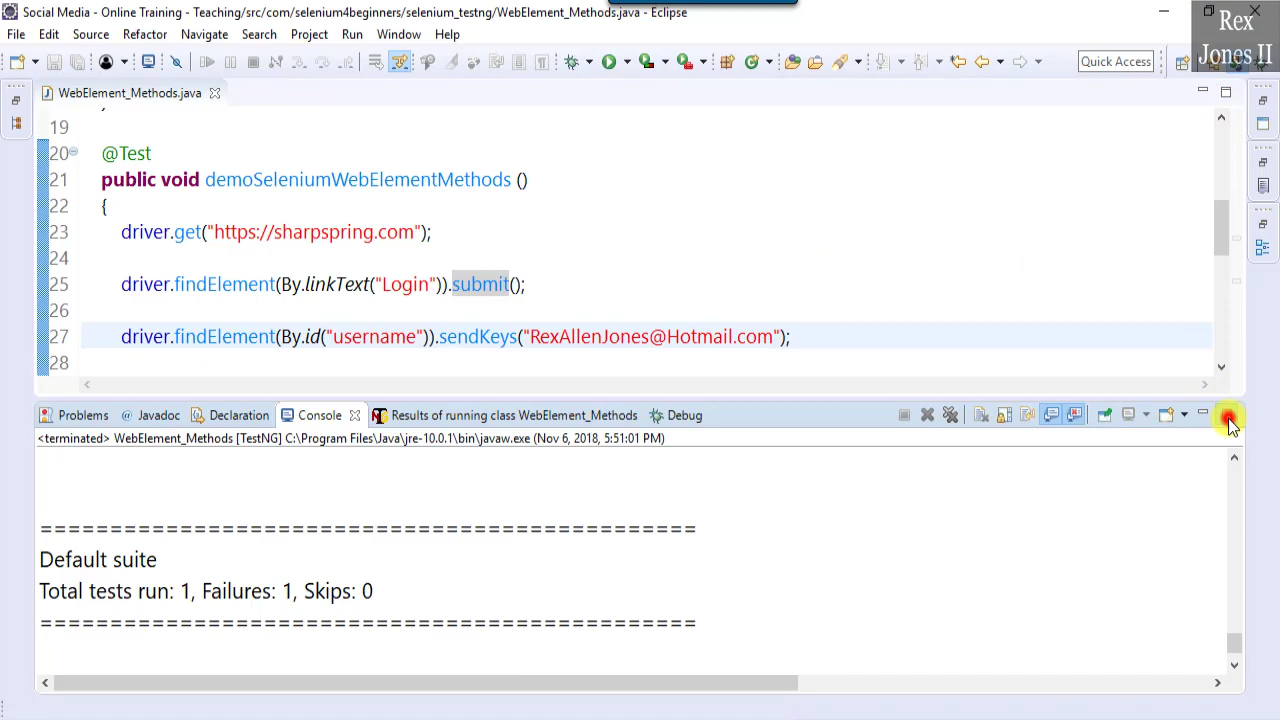 Social Media - Online Training - Teaching/src/com/selenium4beginners/selenium_testng/WebElement_Methods.java - Eclipse
Rex
Jones II
File Edit Source Refactor Navigate Search Project Run Window Help
Quick Access
WebElement_Methods.java
19
20 @Test
21 public void demoSeleniumWebElementMethods ()
22 {
23 driver.get("https://sharpspring.com");
24
25 driver.findElement(By.linkText("Login")).submit();
26
27 driver.findElement(By.id("username")).sendKeys("RexAllenJones@Hotmail.com");
28
Problems @ Javadoc Declaration Console Results of running class WebElement_Methods Debug
<terminated> WebElement_Methods [TestNG] C:\Program Files\Java\jre-10.0.1\bin\javaw.exe (Nov 6, 2018, 5:51:01 PM)
===============================================
Default suite
Total tests run: 1, Failures: 1, Skips: 0
===============================================